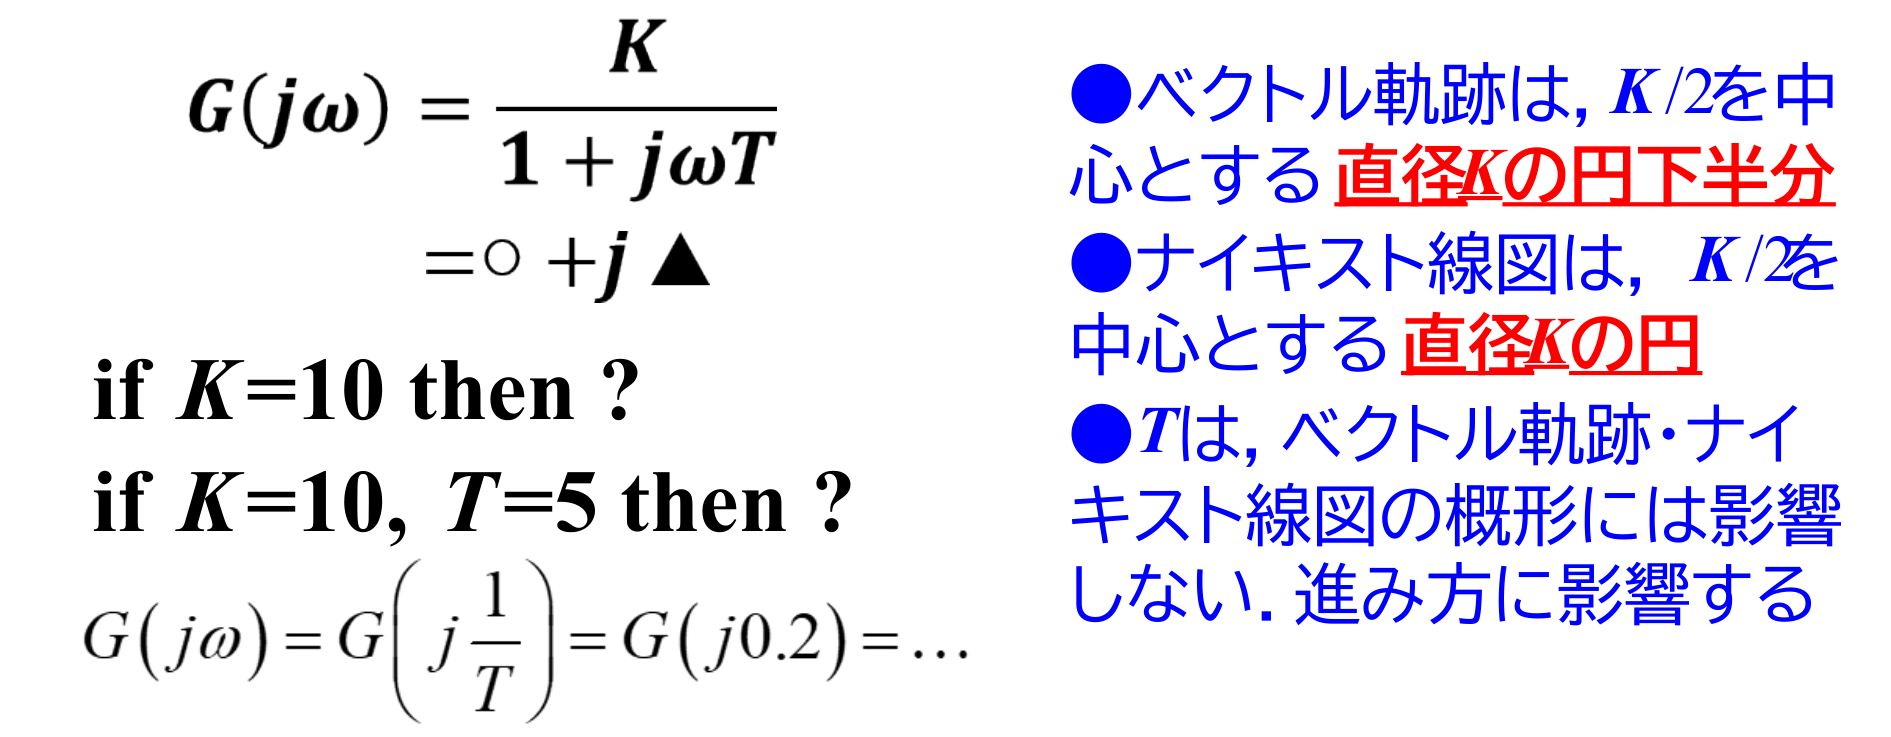 G(jω) = K / (1 + jωT)
=○ +j ▲
if K=10 then ?
if K=10, T=5 then ?
G(jω) = G(j 1/T) = G(j0.2) = …
●ベクトル軌跡は, K/2を中
心とする直径Kの円下半分
●ナイキスト線図は, K/2を
中心とする直径Kの円
●Tは, ベクトル軌跡・ナイ
キスト線図の概形には影響
しない. 進み方に影響する